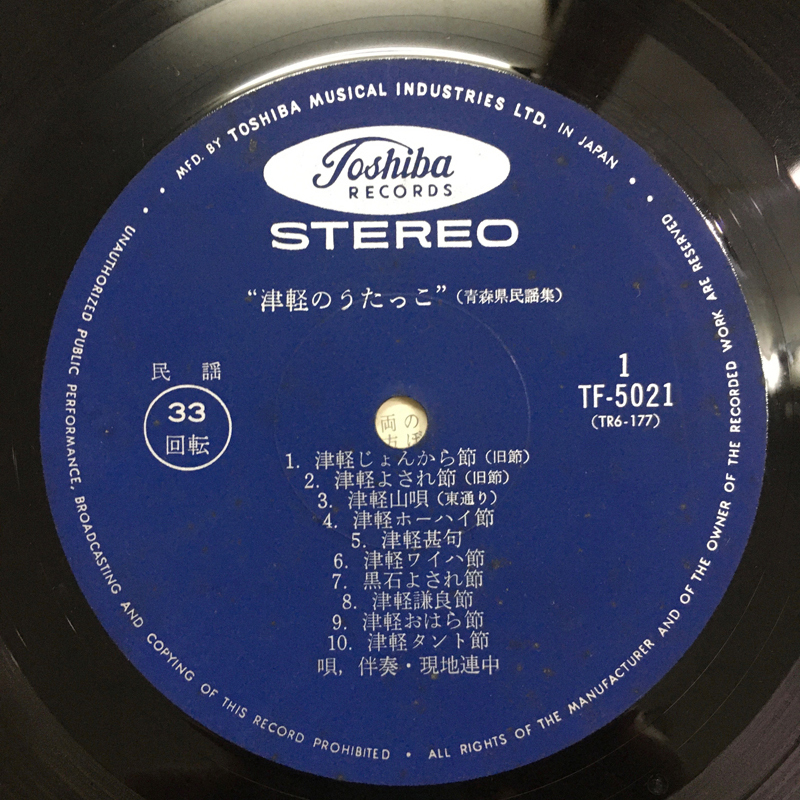 MFD. BY TOSHIBA MUSICAL INDUSTRIES LTD. IN JAPAN
Toshiba
RECORDS
STEREO
“津軽のうたっこ”（青森県民謡集）
民謡
33
回転
1
TF-5021
(TR6-177)
両の
1. 津軽じょんから節（旧節）
2. 津軽よされ節（旧節）
3. 津軽山唄（東通り）
4. 津軽ホーハイ節
5. 津軽甚句
6. 津軽ワイハ節
7. 黒石よされ節
8. 津軽謙良節
9. 津軽おはら節
10. 津軽タント節
唄，伴奏・現地連中
UNAUTHORIZED PUBLIC PERFORMANCE, BROADCASTING AND COPYING OF THIS RECORD PROHIBITED • ALL RIGHTS OF THE MANUFACTURER AND OF THE OWNER OF THE RECORDED WORK ARE RESERVED